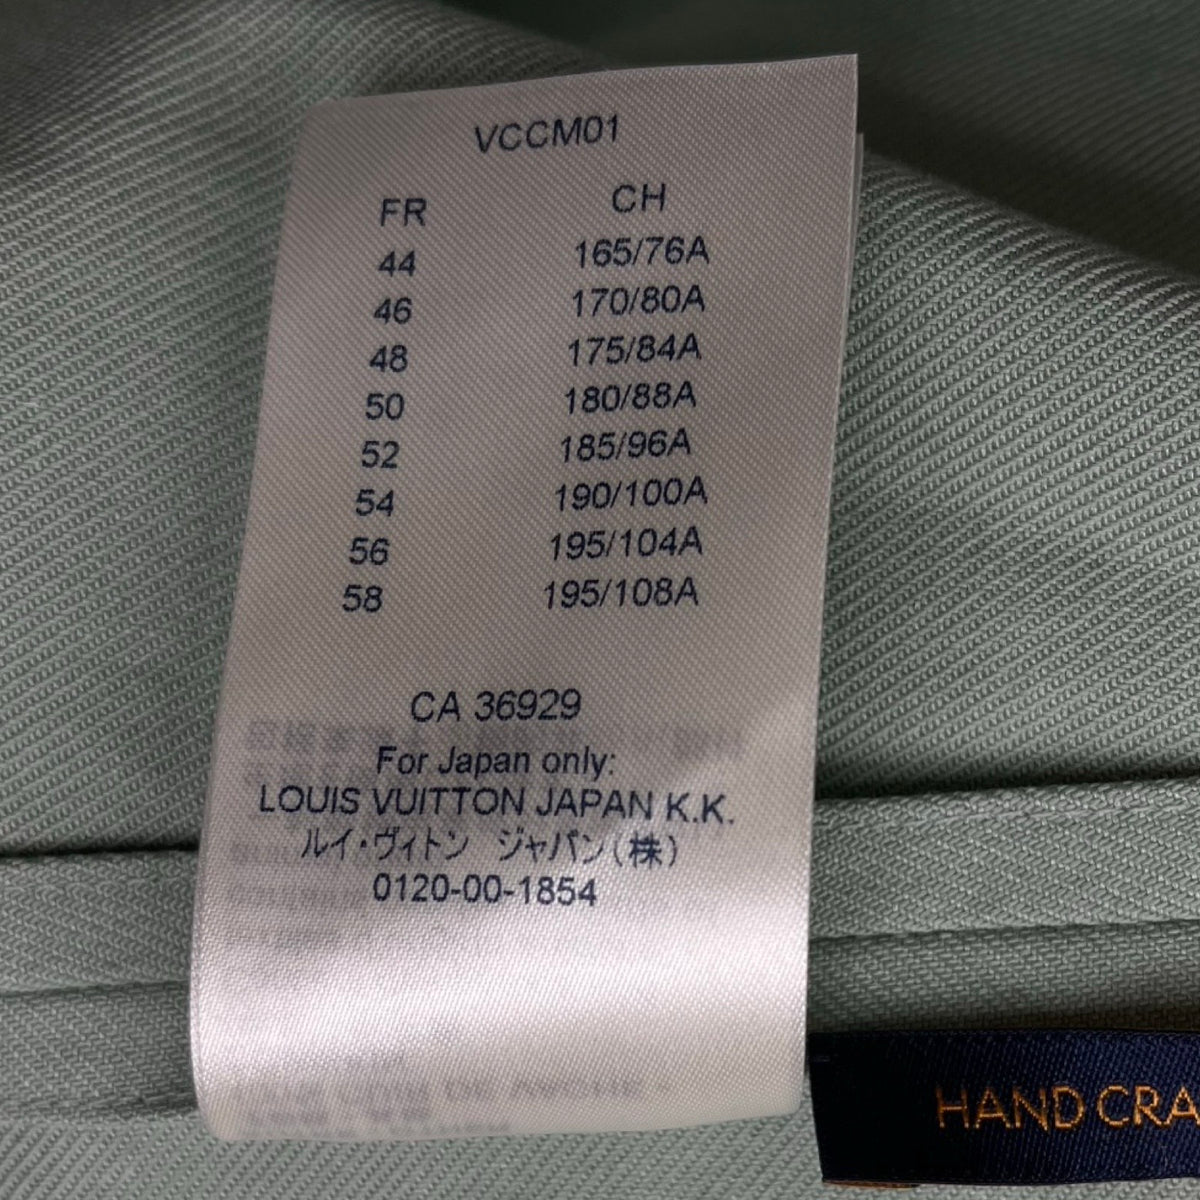 VCCM01
FR CH
44 165/76A
46 170/80A
48 175/84A
50 180/88A
52 185/96A
54 190/100A
56 195/104A
58 195/108A
CA 36929
For Japan only:
LOUIS VUITTON JAPAN K.K.
ルイ・ヴィトン ジャパン(株)
0120-00-1854
HAND CRA